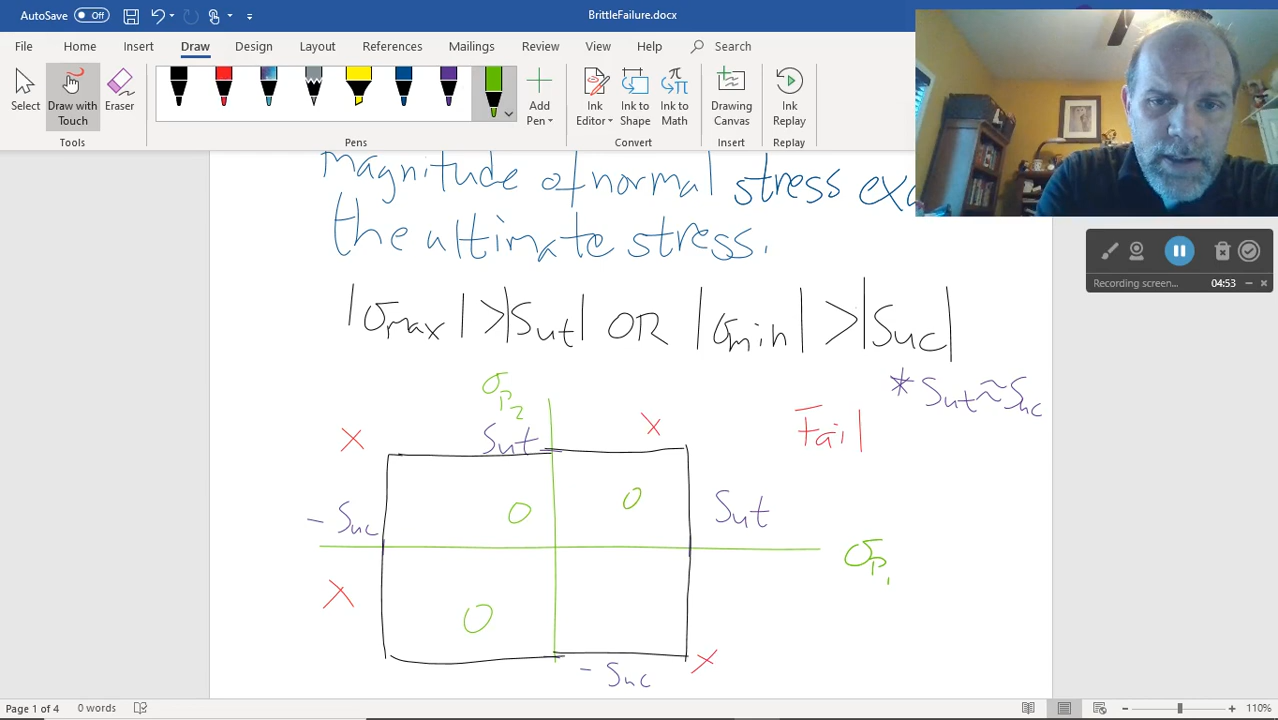 AutoSave Off BrittleFailure.docx
File Home Insert Draw Design Layout References Mailings Review View Help Search
Select Draw with Touch Eraser Add Pen Ink Editor Ink to Shape Ink to Math Drawing Canvas Ink Replay
Tools Pens Convert Insert Replay
magnitude of normal stress exc
the ultimate stress.
|σmax| > |Sut| OR |σmin| > |Suc|
* Sut ≈ Suc
σp2
X Sut X Fail
O O Sut
- Suc
σp1
X O
- Suc X
Recording screen... 04:53
Page 1 of 4 0 words 110%